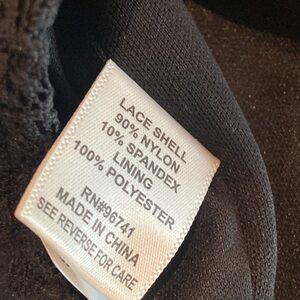 LACE SHELL
90% NYLON
10% SPANDEX
LINING
100% POLYESTER
RN#96741
MADE IN CHINA
SEE REVERSE FOR CARE